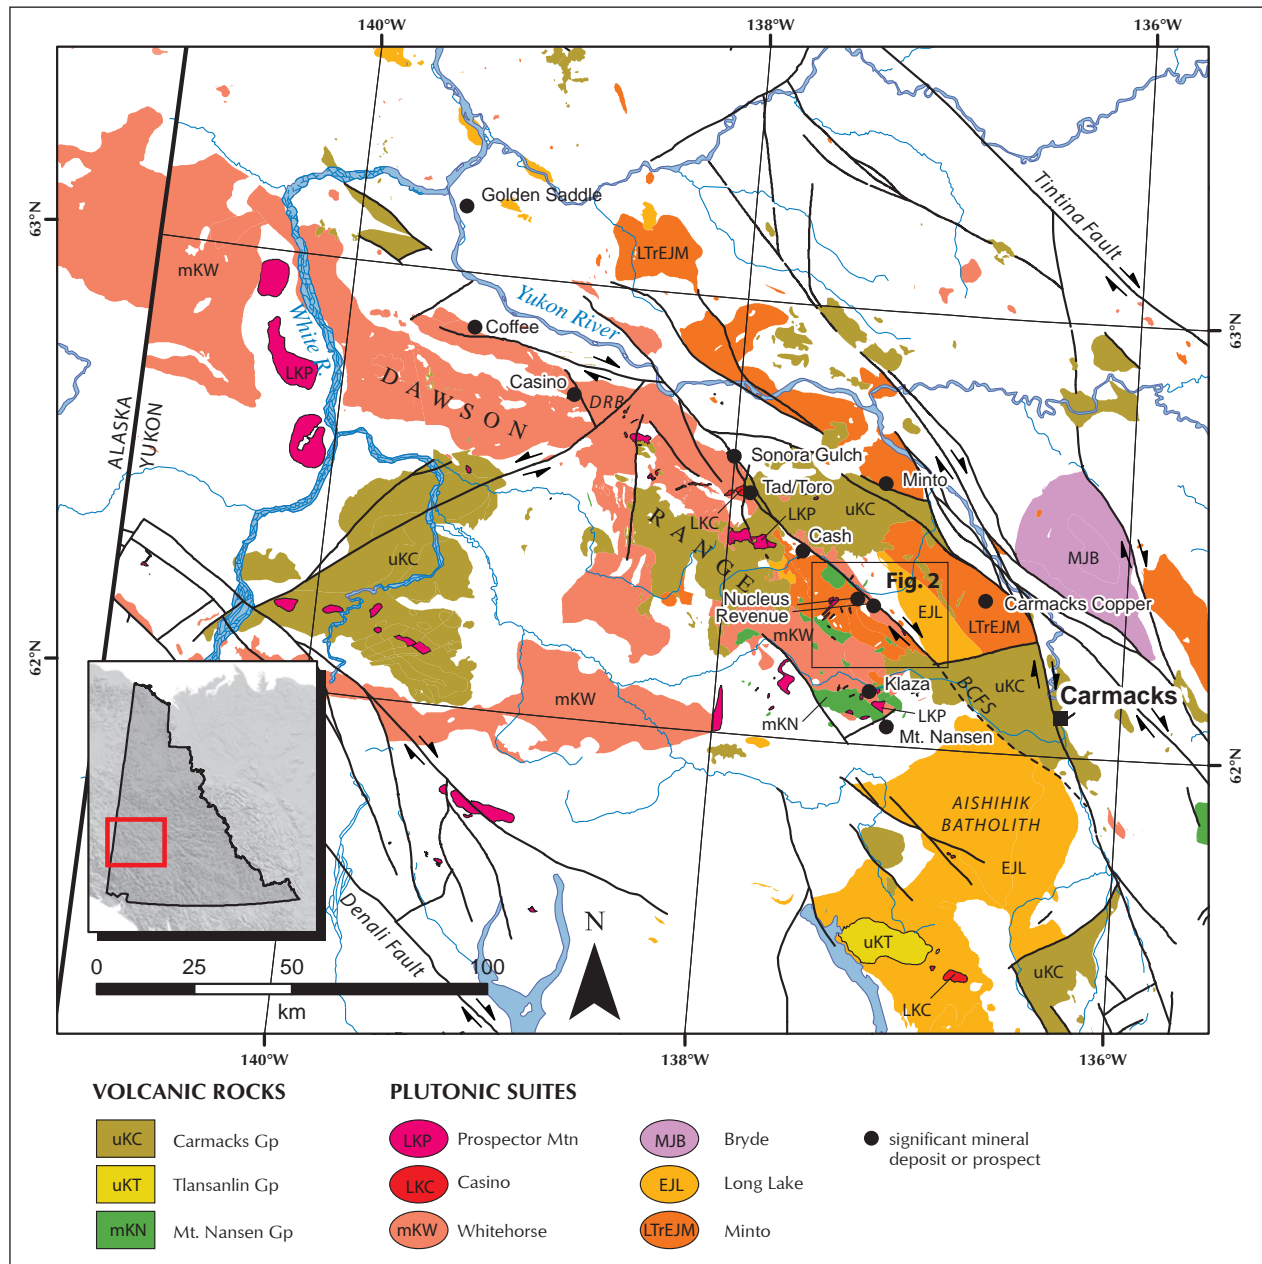 140°W
138°W
136°W
63°N
63°N
62°N
62°N
Golden Saddle
Tintina Fault
LTrEJM
mKW
Yukon River
White R.
Coffee
LKP
Casino
DRB
DAWSON
ALASKA
YUKON
Sonora Gulch
Tad/Toro
Minto
LKC
LKP
uKC
RANGE
Cash
uKC
MJB
Fig. 2
Nucleus
Revenue
EJL
Carmacks Copper
LTrEJM
mKW
mKW
Klaza
BCFS
uKC
Carmacks
mKN
LKP
Mt. Nansen
AISHIHIK
BATHOLITH
EJL
Denali Fault
N
uKT
uKC
LKC
0
25
50
100
km
140°W
138°W
136°W
VOLCANIC ROCKS
PLUTONIC SUITES
uKC
Carmacks Gp
LKP
Prospector Mtn
MJB
Bryde
significant mineral
deposit or prospect
uKT
Tlansanlin Gp
LKC
Casino
EJL
Long Lake
mKN
Mt. Nansen Gp
mKW
Whitehorse
LTrEJM
Minto